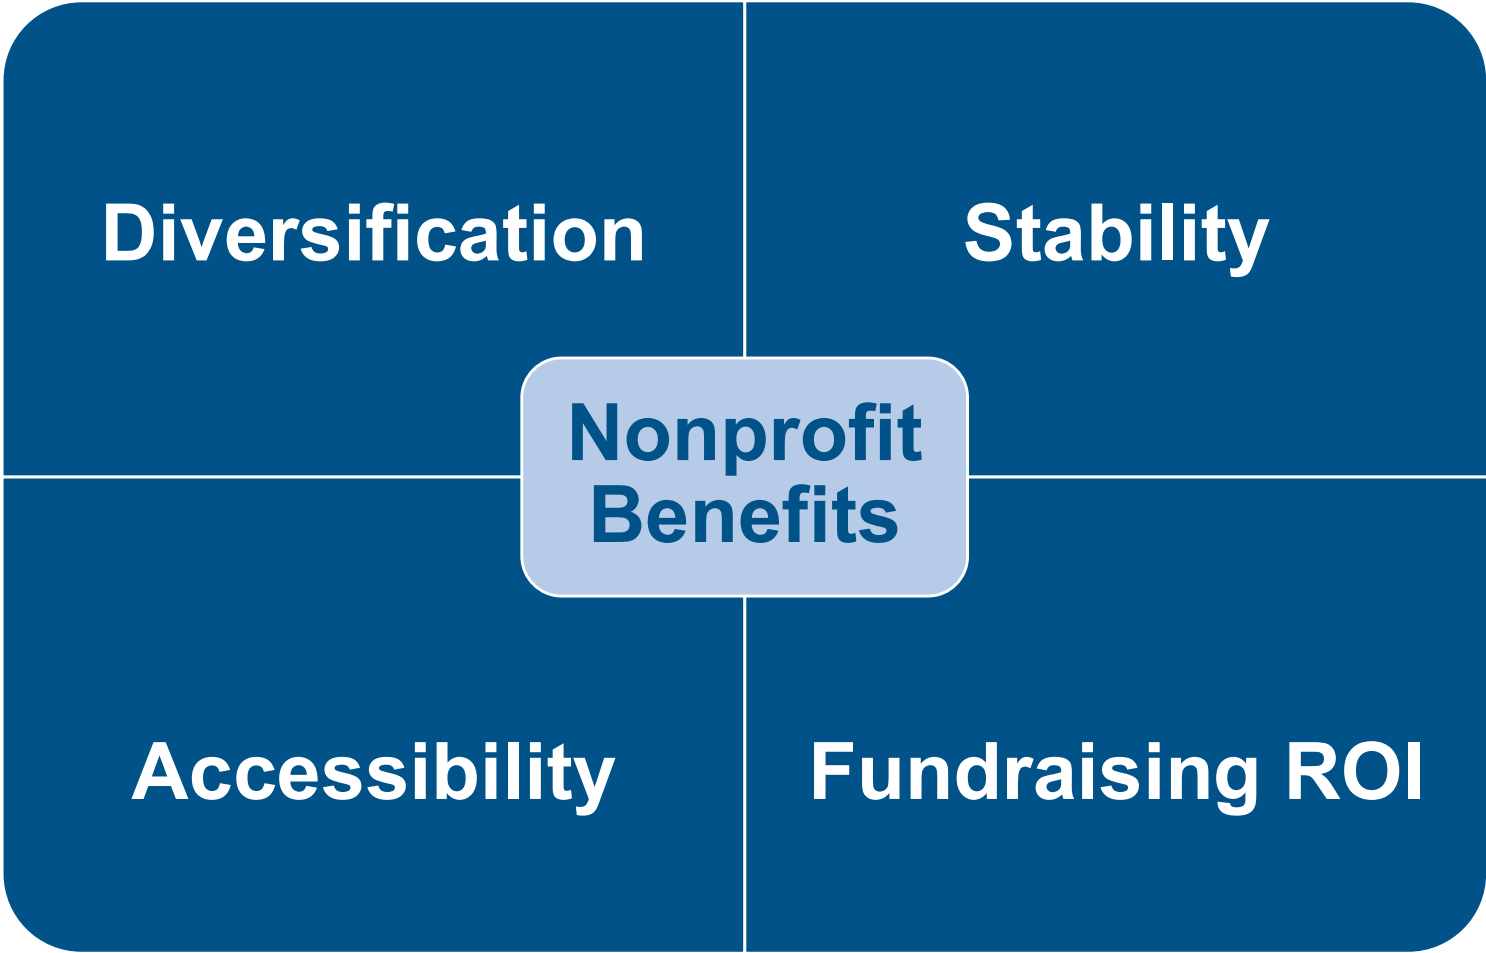 Diversification
Stability
Nonprofit
Benefits
Accessibility
Fundraising ROI